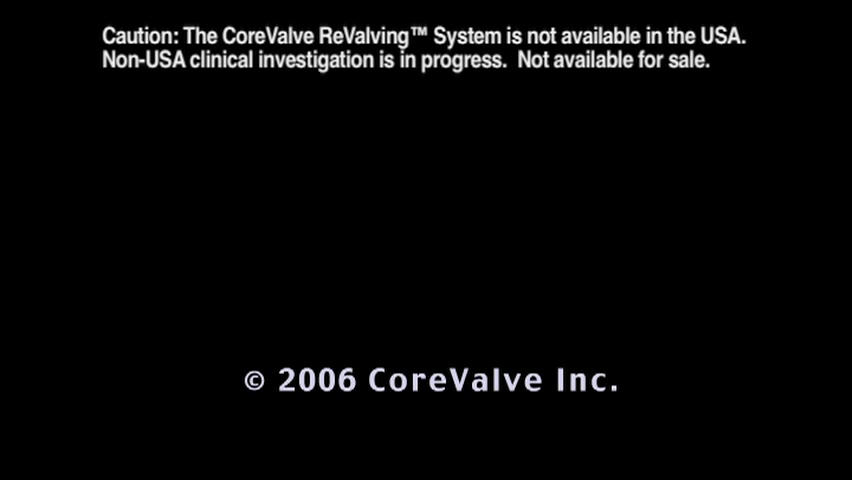 Caution: The CoreValve ReValving™ System is not available in the USA.
Non-USA clinical investigation is in progress. Not available for sale.
© 2006 CoreValve Inc.